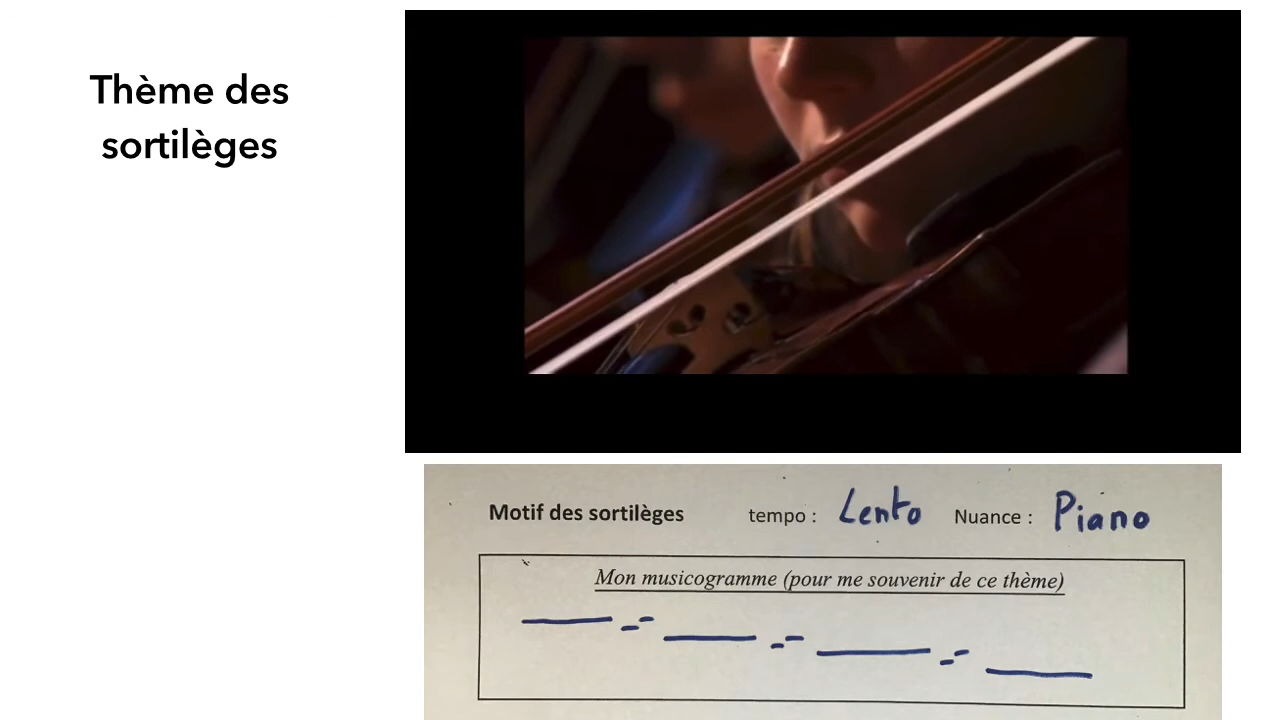 Thème des
sortilèges
Motif des sortilèges tempo : Lento Nuance : Piano
Mon musicogramme (pour me souvenir de ce thème)